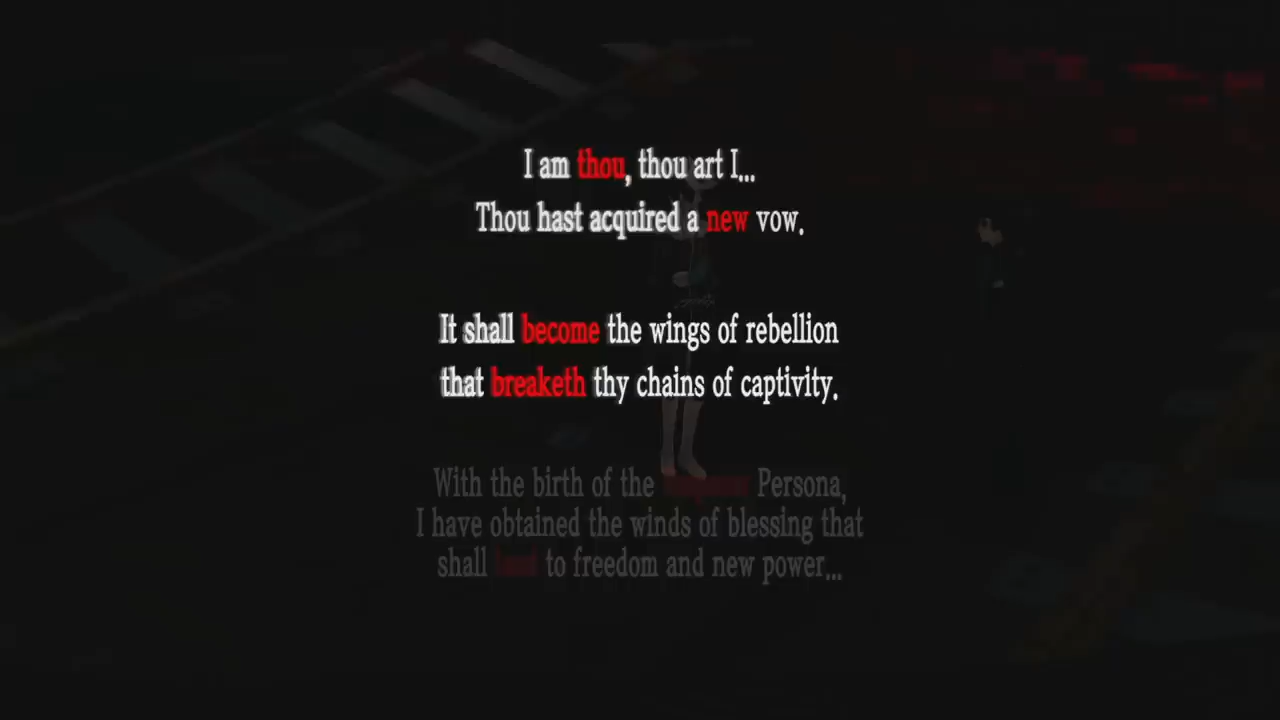 I am thou, thou art I...
Thou hast acquired a new vow.
It shall become the wings of rebellion
that breaketh thy chains of captivity.
With the birth of the Persona,
I have obtained the winds of blessing that
shall to freedom and new power...